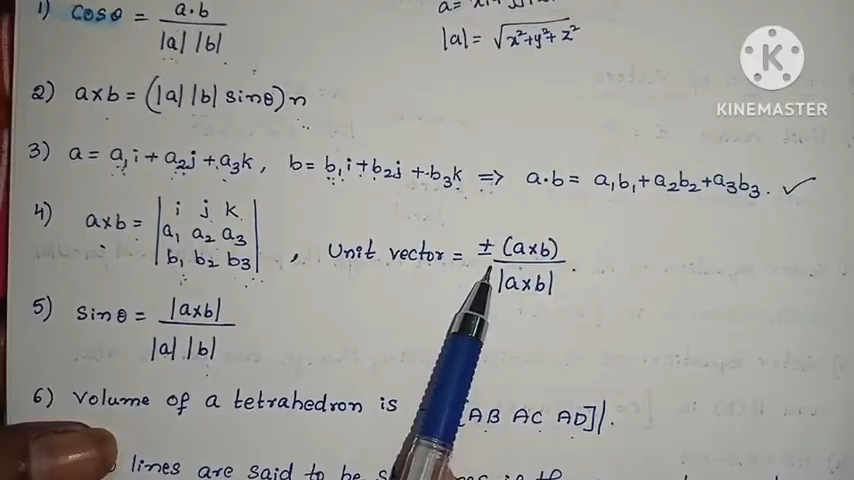 1) cosθ = a·b / |a| |b|
|a| = √x²+y²+z²
KINEMASTER
2) a×b = (|a| |b| sinθ) n
3) a = a₁i + a₂j + a₃k, b = b₁i + b₂j + b₃k ⇒ a·b = a₁b₁ + a₂b₂ + a₃b₃. ✓
4) a×b = | i j k |
| a₁ a₂ a₃ |
| b₁ b₂ b₃ | , Unit vector = ± (a×b) / |a×b| .
5) sinθ = |a×b| / |a| |b|
6) volume of a tetrahedron is [AB AC AD]|.
lines are said to be